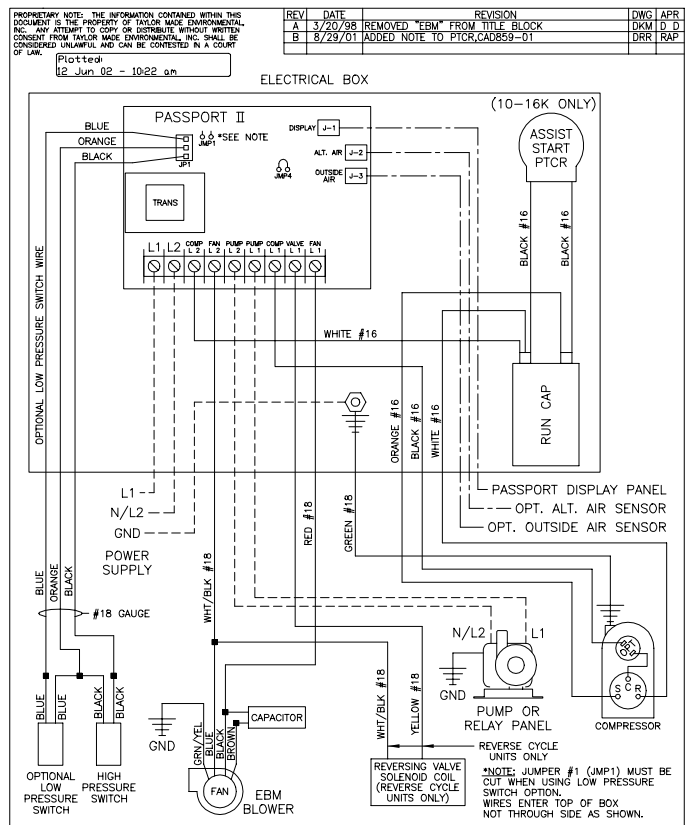 PROPRIETARY NOTE: THE INFORMATION CONTAINED WITHIN THIS
DOCUMENT IS THE PROPERTY OF TAYLOR MADE ENVIRONMENTAL,
INC. ANY ATTEMPT TO COPY OR DISTRIBUTE WITHOUT WRITTEN
CONSENT FROM TAYLOR MADE ENVIRONMENTAL, INC. SHALL BE
CONSIDERED UNLAWFUL AND CAN BE CONTESTED IN A COURT
OF LAW.
REV DATE REVISION DWG APR
A 3/20/98 REMOVED "EBM" FROM TITLE BLOCK DKM D D
B 8/29/01 ADDED NOTE TO PTCR,CAD859-01 DRR RAP
Plotted:
12 Jun 02 - 10:22 am
ELECTRICAL BOX
PASSPORT II
(10-16K ONLY)
BLUE
ORANGE
BLACK
JP1
JMP1
*SEE NOTE
JMP4
DISPLAY J-1
ALT. AIR J-2
OUTSIDE
AIR J-3
ASSIST
START
PTCR
TRANS
L1 L2 COMP FAN PUMP PUMP COMP VALVE FAN
L 2 L 2 L 2 L 1 L 1 L 1 L 1
BLACK #16
BLACK #16
WHITE #16
OPTIONAL LOW PRESSURE SWITCH WIRE
ORANGE #16
BLACK #16
WHITE #16
RUN CAP
L1
N/L2
GND
POWER
SUPPLY
PASSPORT DISPLAY PANEL
OPT. ALT. AIR SENSOR
OPT. OUTSIDE AIR SENSOR
RED #18
GREEN #18
WHT/BLK #18
BLUE
ORANGE
BLACK
#18 GAUGE
N/L2
L1
GND
PUMP OR
RELAY PANEL
OPT
S C R
COMPRESSOR
BLUE
BLUE
BLACK
BLACK
OPTIONAL
LOW
PRESSURE
SWITCH
HIGH
PRESSURE
SWITCH
GND
GRN/YEL
BLUE
BLACK
BROWN
CAPACITOR
FAN
EBM
BLOWER
WHT/BLK #18
YELLOW #18
REVERSE CYCLE
UNITS ONLY
REVERSING VALVE
SOLENOID COIL
(REVERSE CYCLE
UNITS ONLY)
*NOTE: JUMPER #1 (JMP1) MUST BE
CUT WHEN USING LOW PRESSURE
SWITCH OPTION.
WIRES ENTER TOP OF BOX
NOT THROUGH SIDE AS SHOWN.